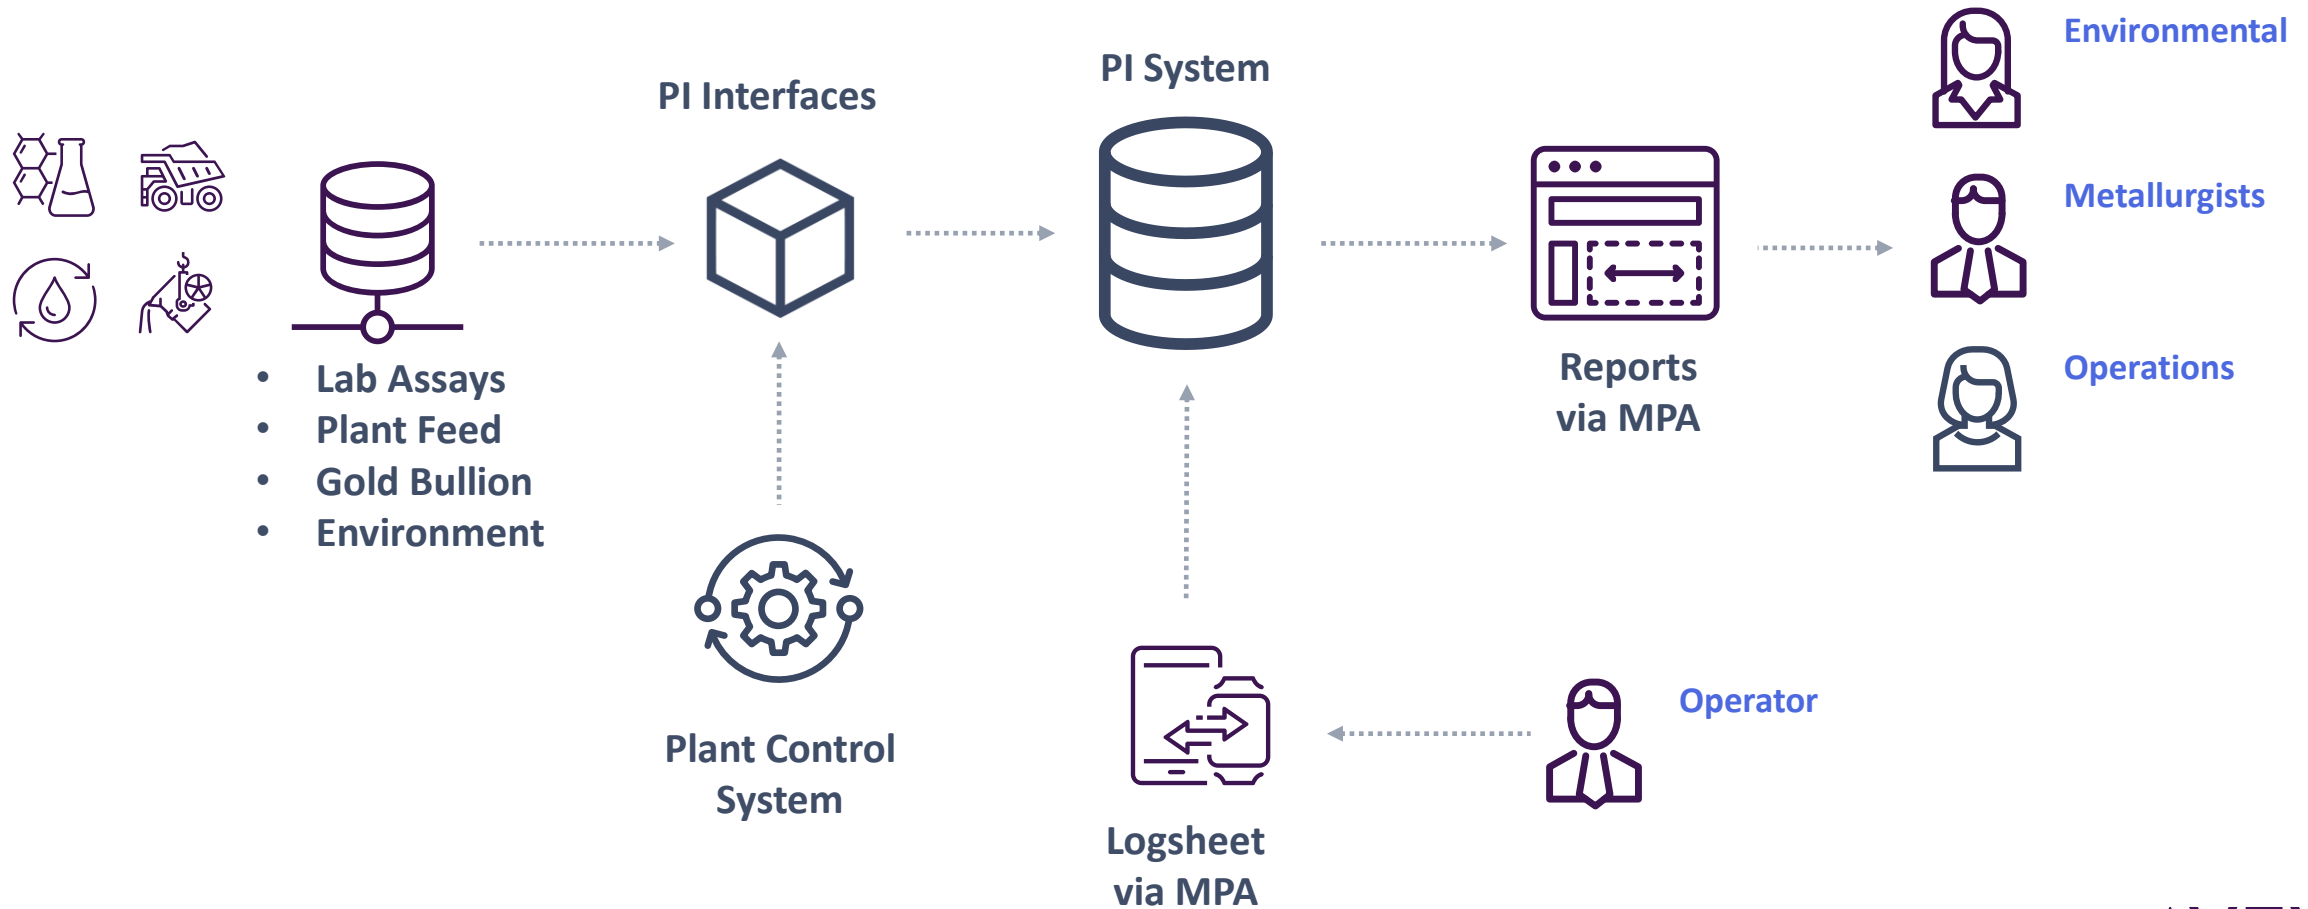 Environmental
PI System
PI Interfaces
Metallurgists
Reports
via MPA
Operations
• Lab Assays
• Plant Feed
• Gold Bullion
• Environment
Operator
Plant Control
System
Logsheet
via MPA